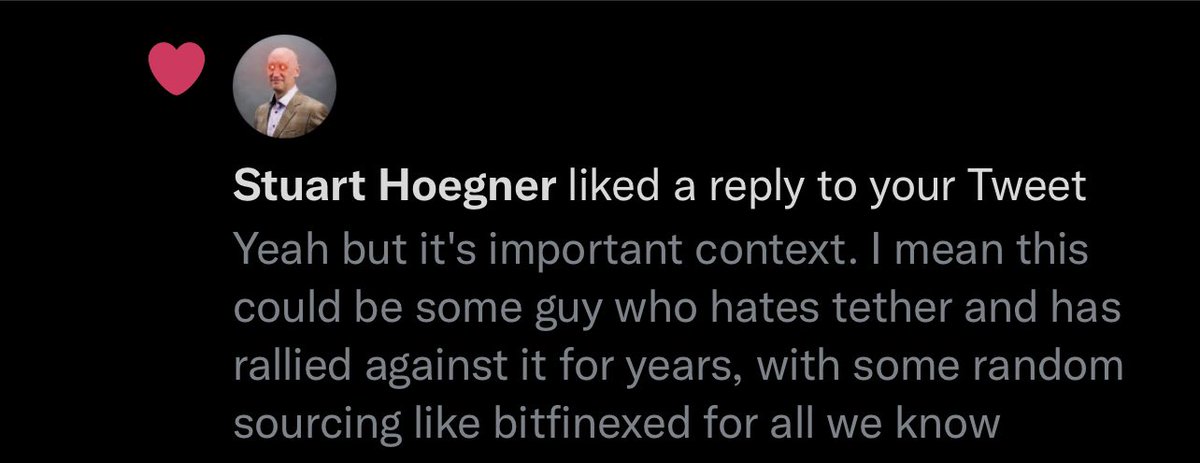 Stuart Hoegner liked a reply to your Tweet
Yeah but it's important context. I mean this
could be some guy who hates tether and has
rallied against it for years, with some random
sourcing like bitfinexed for all we know